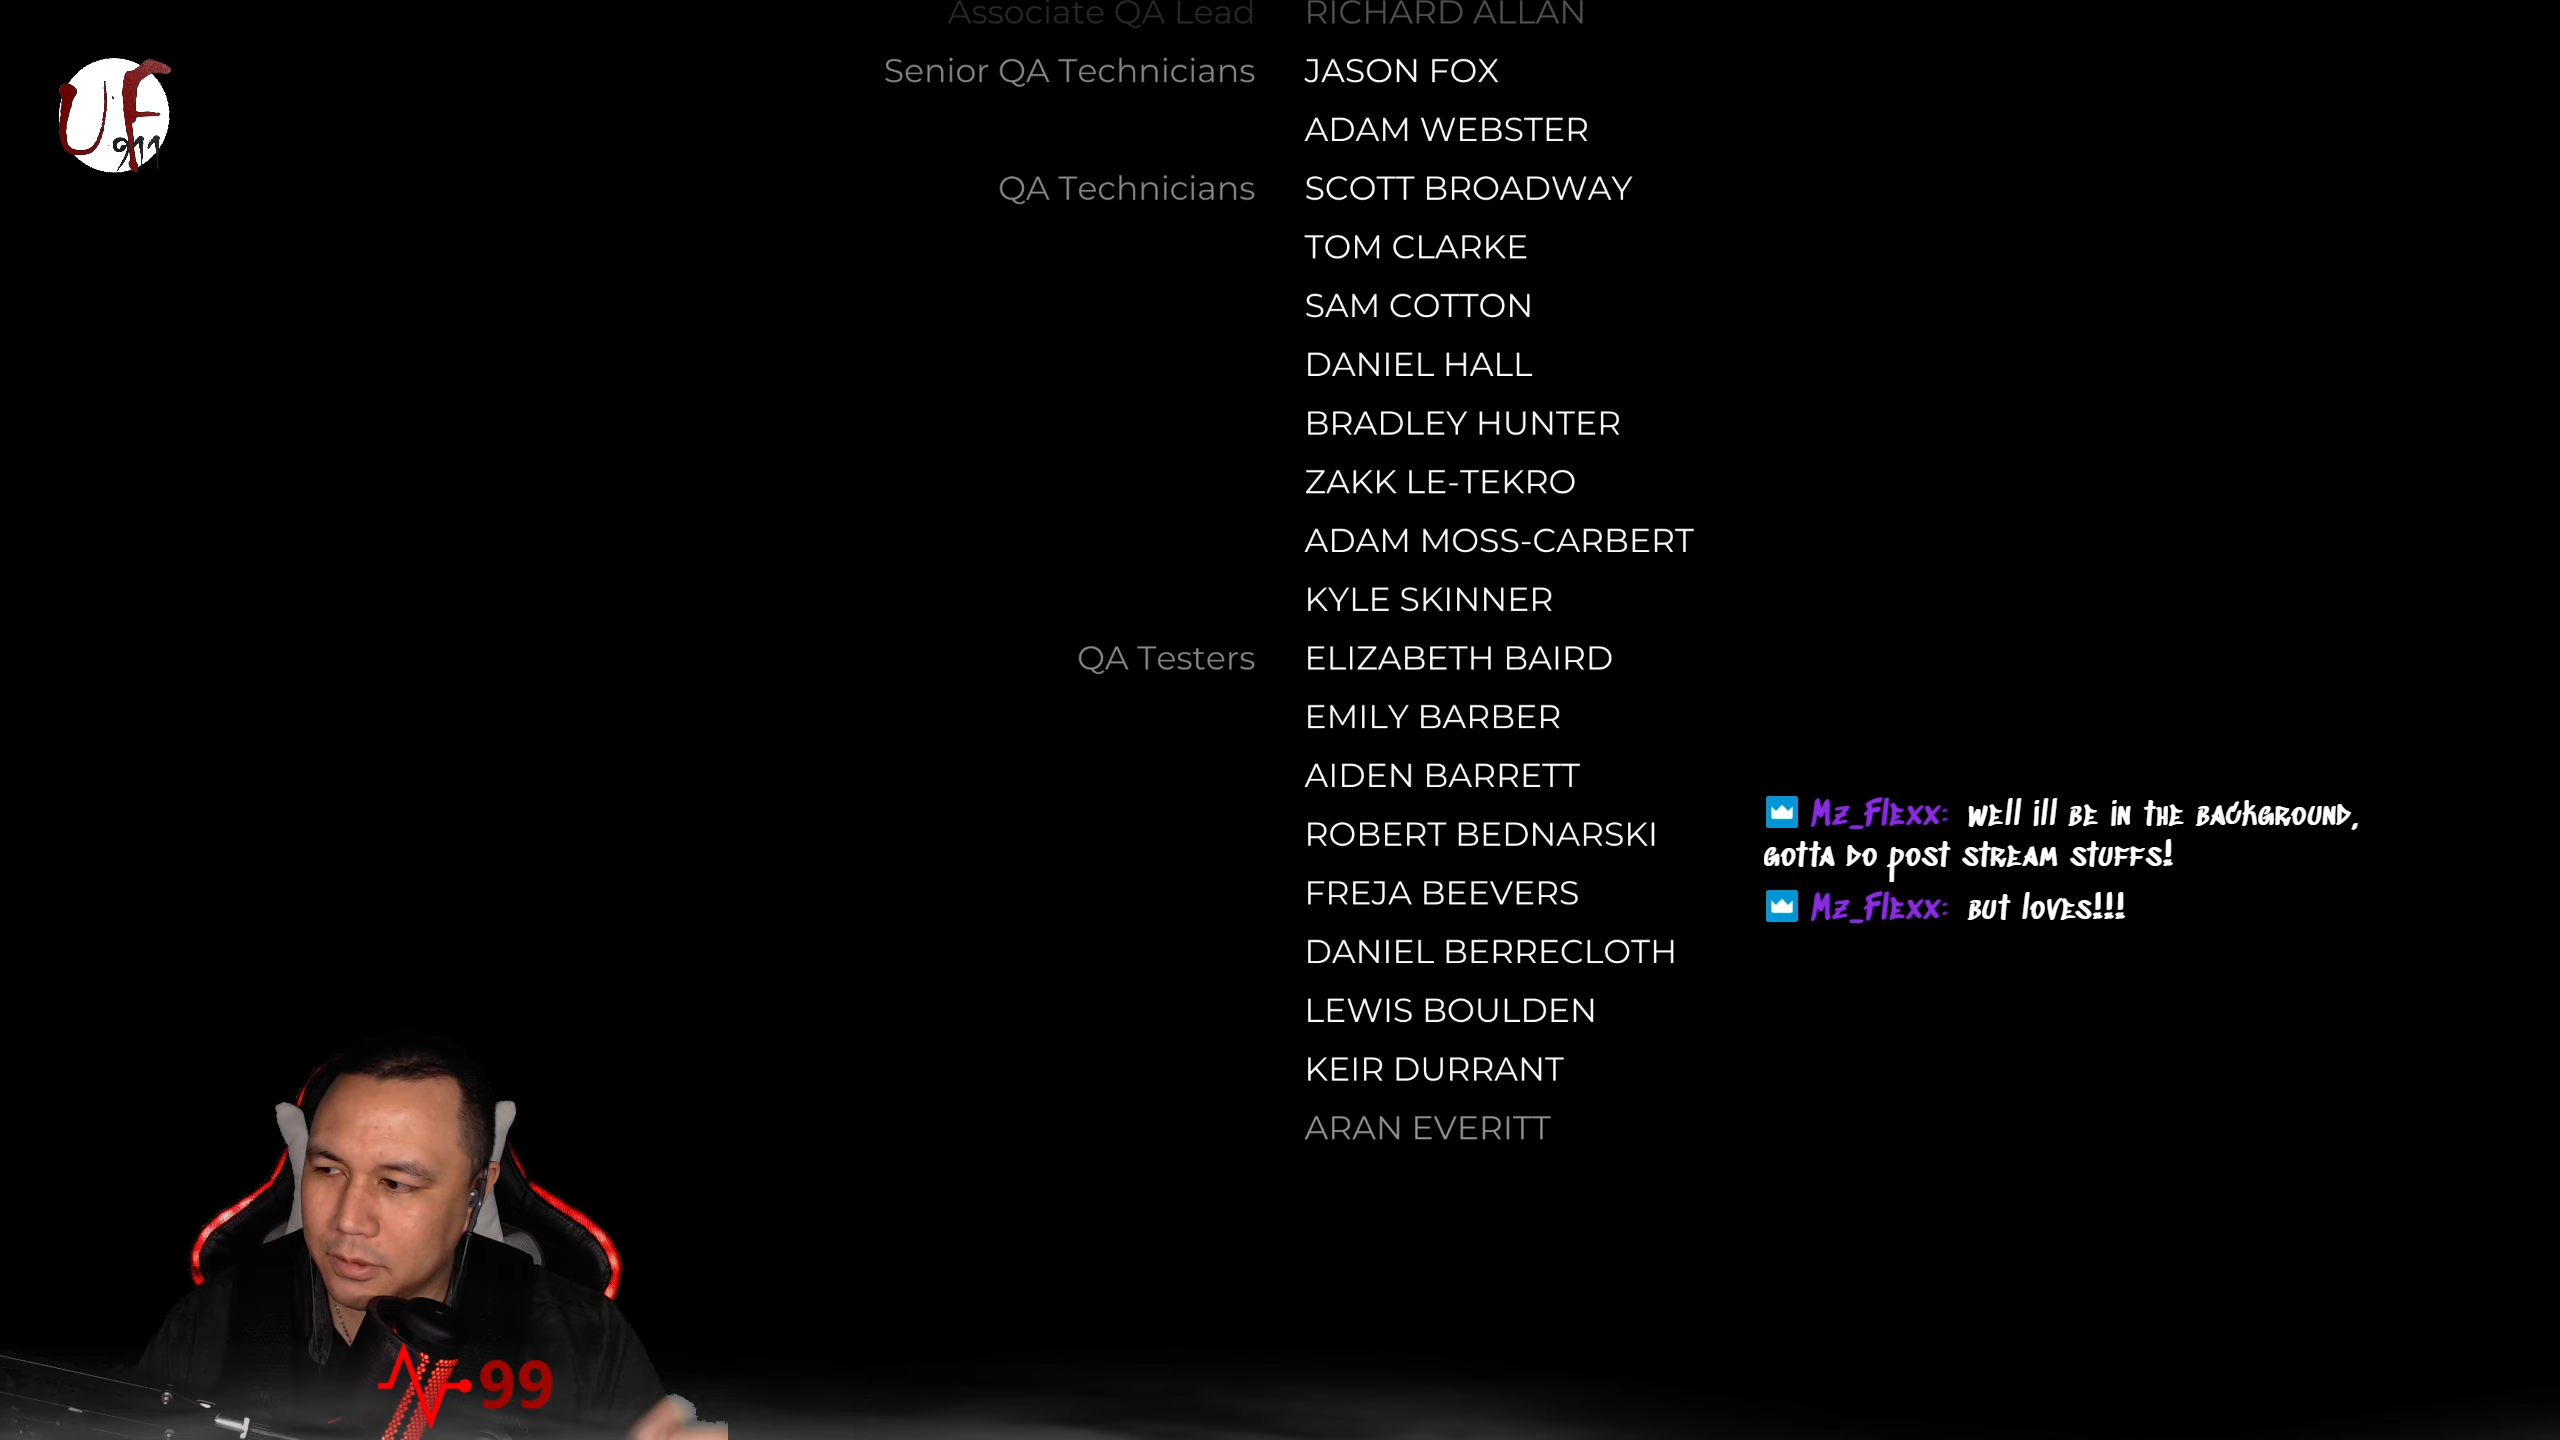 Associate QA Lead RICHARD ALLAN
Senior QA Technicians JASON FOX
ADAM WEBSTER
QA Technicians SCOTT BROADWAY
TOM CLARKE
SAM COTTON
DANIEL HALL
BRADLEY HUNTER
ZAKK LE-TEKRO
ADAM MOSS-CARBERT
KYLE SKINNER
QA Testers ELIZABETH BAIRD
EMILY BARBER
AIDEN BARRETT
ROBERT BEDNARSKI
FREJA BEEVERS
DANIEL BERRECLOTH
LEWIS BOULDEN
KEIR DURRANT
ARAN EVERITT
UF
911
Mz_Flexx: well ill be in the background,
gotta do post stream stuffs!
Mz_Flexx: but loves!!!
99